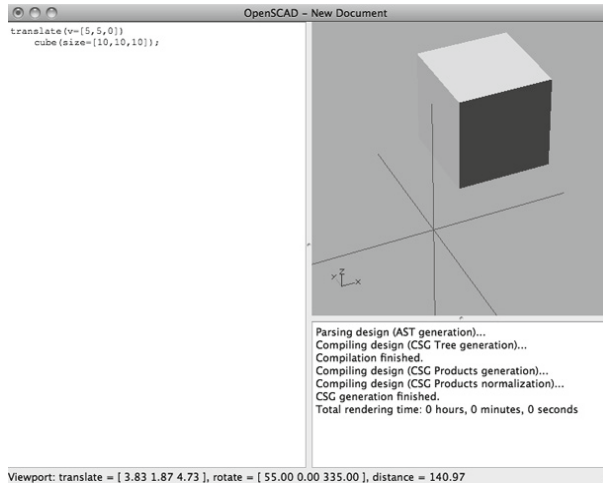 OpenSCAD – New Document
translate(v=[5,5,0])
    cube(size=[10,10,10]);
Y Z X
Parsing design (AST generation)...
Compiling design (CSG Tree generation)...
Compilation finished.
Compiling design (CSG Products generation)...
Compiling design (CSG Products normalization)...
CSG generation finished.
Total rendering time: 0 hours, 0 minutes, 0 seconds
Viewport: translate = [ 3.83 1.87 4.73 ], rotate = [ 55.00 0.00 335.00 ], distance = 140.97